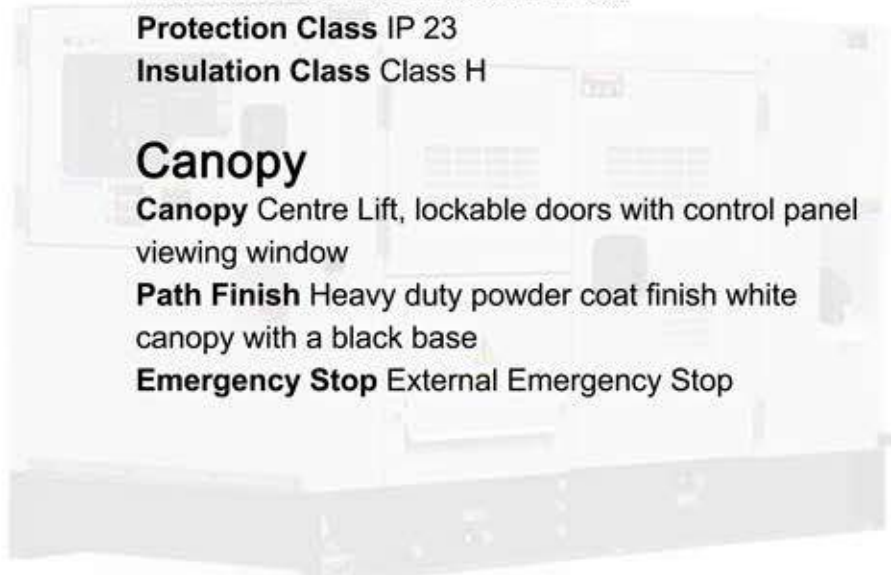 Protection Class IP 23
Insulation Class Class H
Canopy
Canopy Centre Lift, lockable doors with control panel
viewing window
Path Finish Heavy duty powder coat finish white
canopy with a black base
Emergency Stop External Emergency Stop